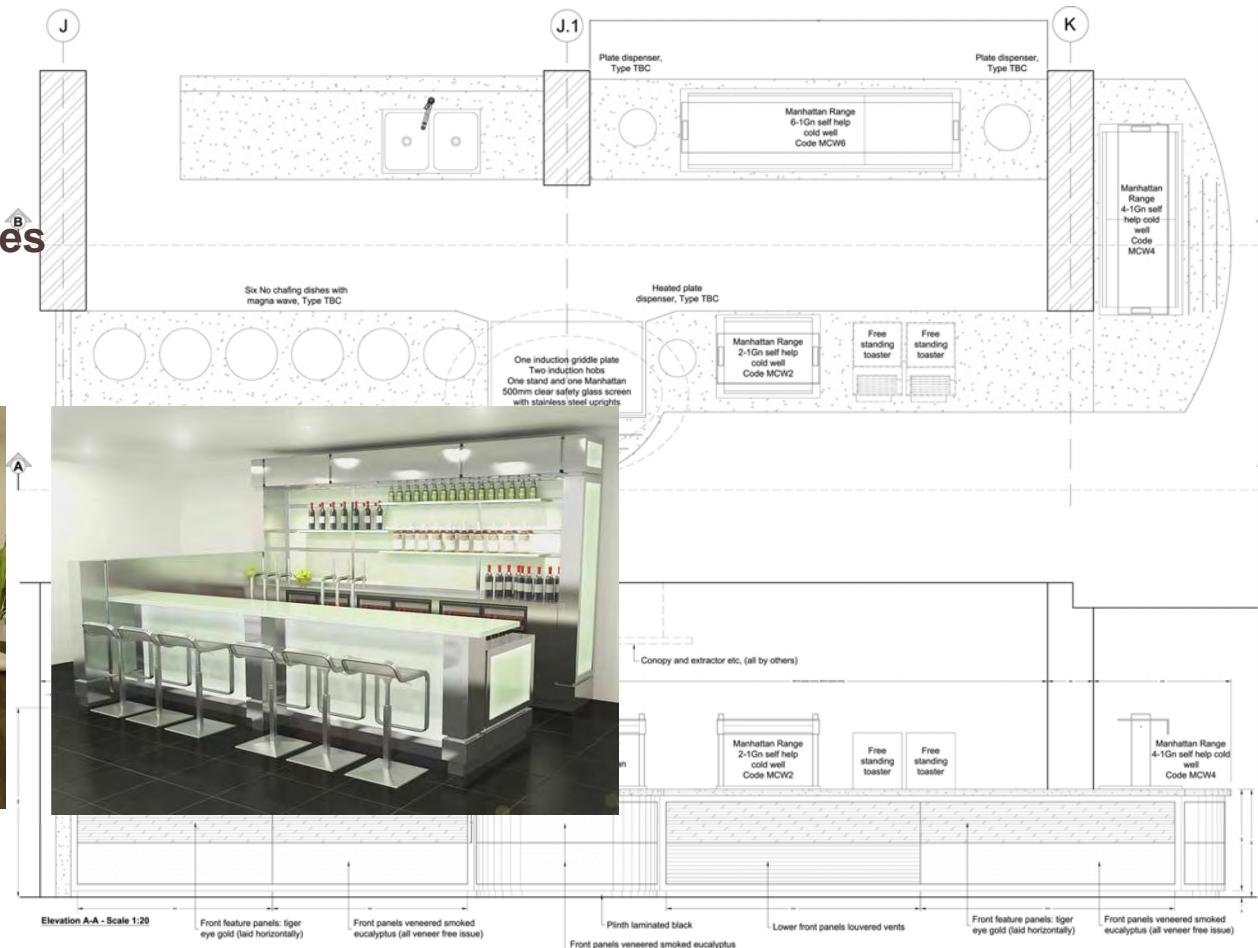 J
J.1
K
Plate dispenser,
Type TBC
Plate dispenser,
Type TBC
Manhattan Range
6-1Gn self help
cold well
Code MCW6
Manhattan
Range
4-1Gn self
help cold
well
Code
MCW4
B
es
Six No chafing dishes with
magna wave, Type TBC
Heated plate
dispenser, Type TBC
One induction griddle plate
Two induction hobs
One stand and one Manhattan
500mm clear safety glass screen
with stainless steel uprights
Manhattan Range
2-1Gn self help
cold well
Code MCW2
Free
standing
toaster
Free
standing
toaster
A
Conopy and extractor etc, (all by others)
an
Manhattan Range
2-1Gn self help
cold well
Code MCW2
Free
standing
toaster
Free
standing
toaster
Manhattan Range
4-1Gn self help cold
well
Code MCW4
Elevation A-A - Scale 1:20
Front feature panels: tiger
eye gold (laid horizontally)
Front panels veneered smoked
eucalyptus (all veneer free issue)
Plinth laminated black
Front panels veneered smoked eucalyptus
Lower front panels louvered vents
Front feature panels: tiger
eye gold (laid horizontally)
Front panels veneered smoked
eucalyptus (all veneer free issue)